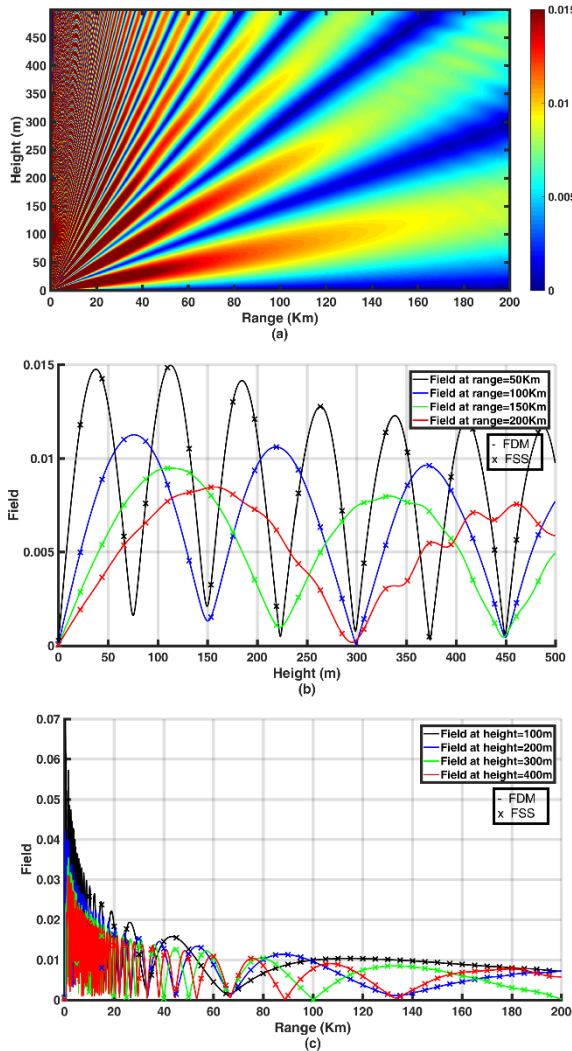 450
400
350
300
250
200
150
100
50
0
Height (m)
0 20 40 60 80 100 120 140 160 180 200
Range (Km)
0.015
0.01
0.005
0
(a)
0.015
0.01
0.005
0
Field
Field at range=50Km
Field at range=100Km
Field at range=150Km
Field at range=200Km
- FDM
x FSS
0 50 100 150 200 250 300 350 400 450 500
Height (m)
(b)
0.07
0.06
0.05
0.04
0.03
0.02
0.01
0
Field
Field at height=100m
Field at height=200m
Field at height=300m
Field at height=400m
- FDM
x FSS
0 20 40 60 80 100 120 140 160 180 200
Range (Km)
(c)